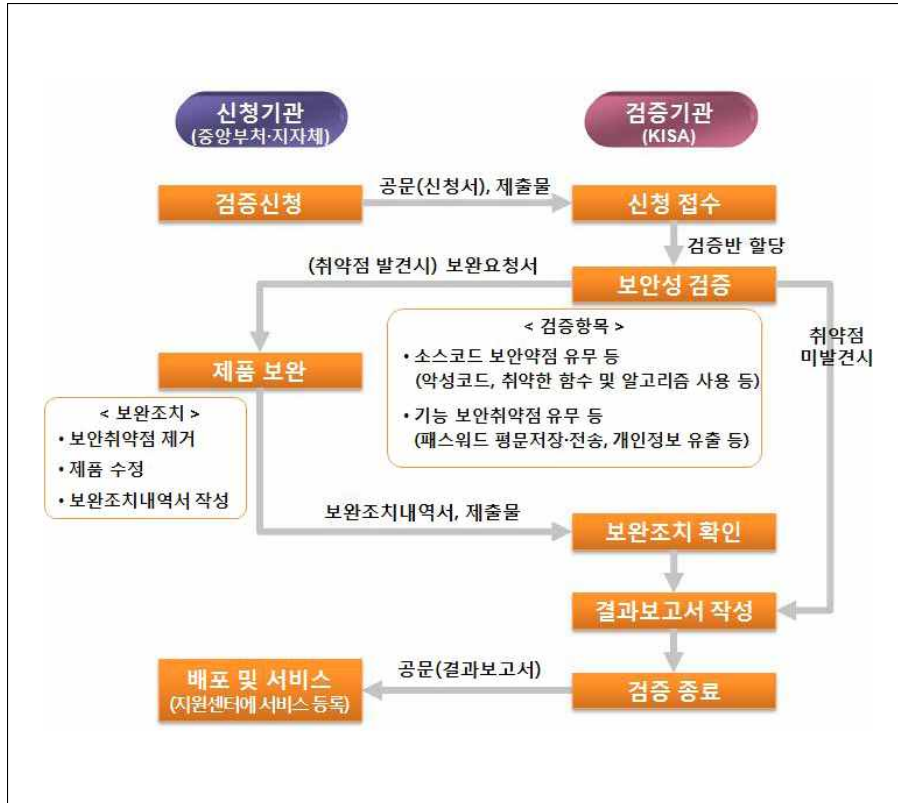 신청기관
(중앙부처·지자체)
검증기관
(KISA)
검증신청
공문(신청서), 제출물
신청 접수
검증반 할당
(취약점 발견시) 보완요청서
보안성 검증
< 검증항목 >
• 소스코드 보안약점 유무 등
(악성코드, 취약한 함수 및 알고리즘 사용 등)
• 기능 보안취약점 유무 등
(패스워드 평문저장·전송, 개인정보 유출 등)
취약점
미발견시
제품 보완
< 보완조치 >
• 보안취약점 제거
• 제품 수정
• 보완조치내역서 작성
보완조치내역서, 제출물
보완조치 확인
결과보고서 작성
배포 및 서비스
(지원센터에 서비스 등록)
공문(결과보고서)
검증 종료